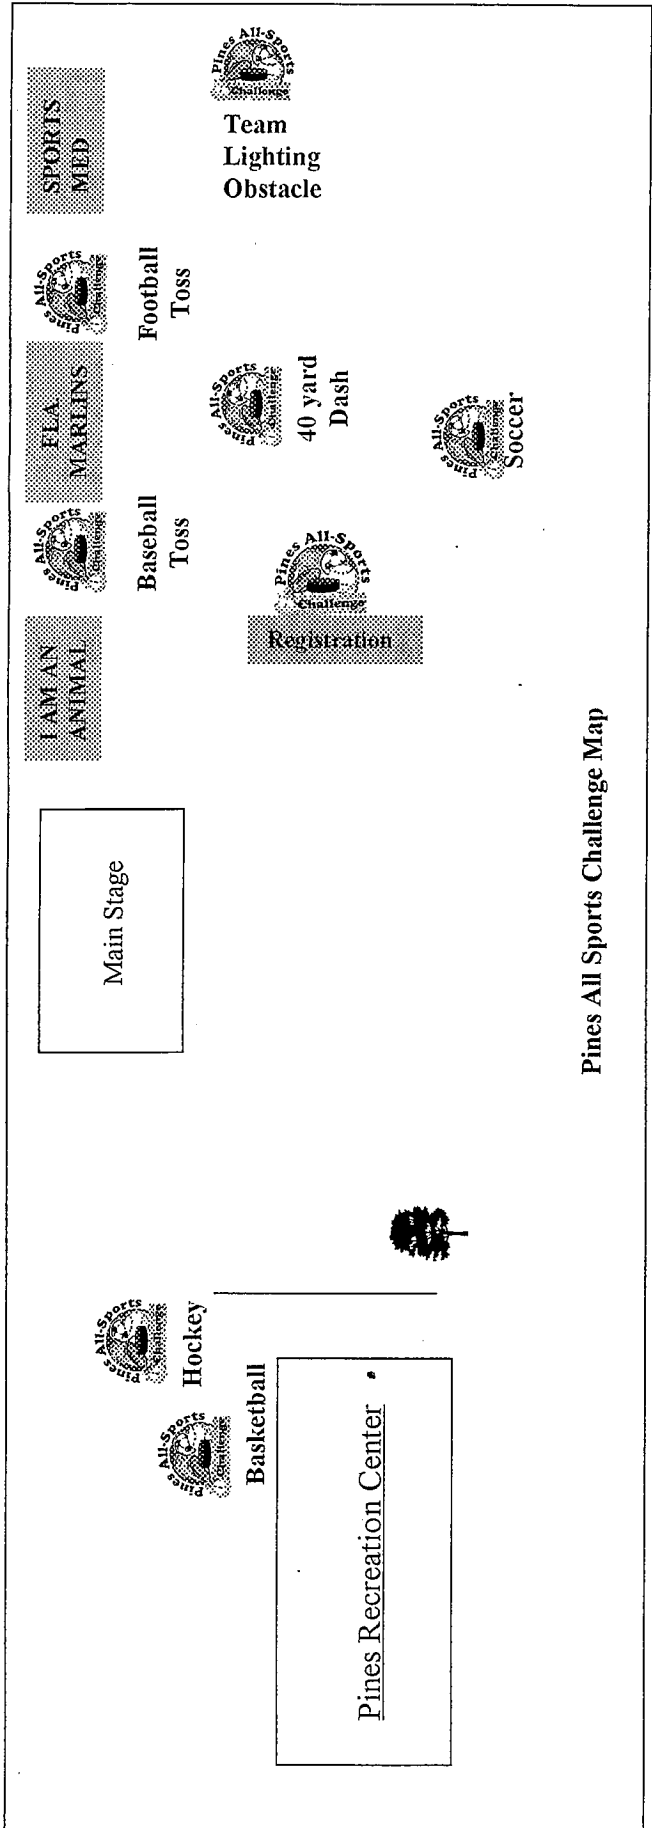 I AM AN
ANIMAL
Pines All-Sports
Challenge
Baseball
Toss
FLA
MARLINS
Pines All-Sports
Challenge
Football
Toss
SPORTS
MED
Main Stage
Pines All-Sports
Challenge
Hockey
Pines All-Sports
Challenge
Basketball
Pines All-Sports
Challenge
40 yard
Dash
Pines All-Sports
Challenge
Team
Lighting
Obstacle
Pines All-Sports
Challenge
Registration
Pines Recreation Center
Pines All-Sports
Challenge
Soccer
Pines All Sports Challenge Map